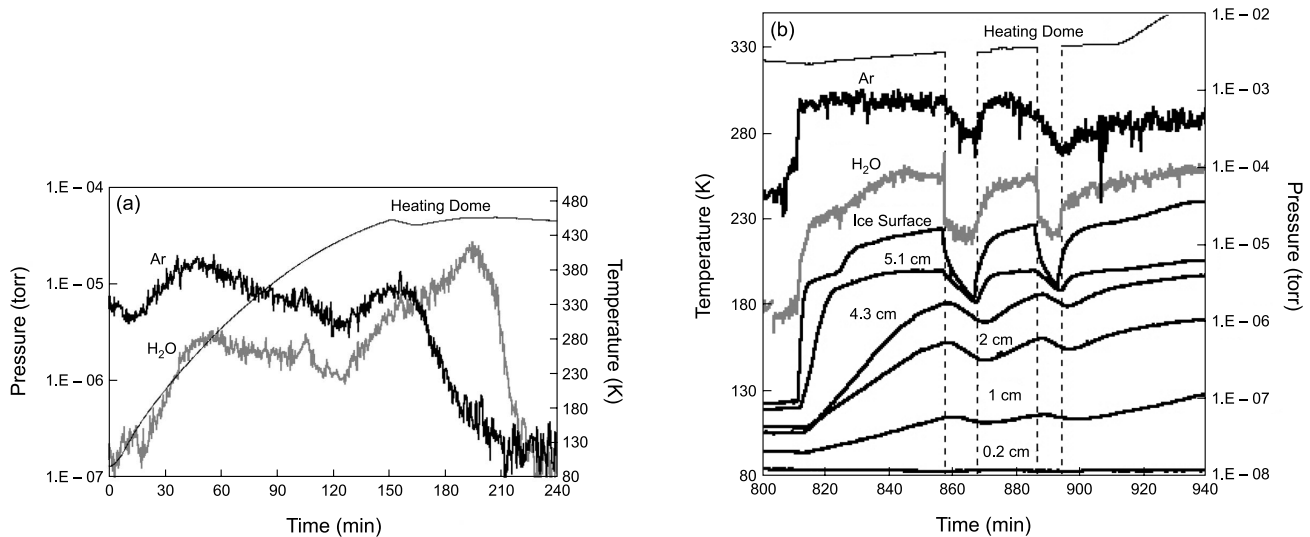 (a)
Heating Dome
Ar
H₂O
1.E – 04
1.E – 05
1.E – 06
1.E – 07
Pressure (torr)
480
430
380
330
280
230
180
130
80
Temperature (K)
0 30 60 90 120 150 180 210 240
Time (min)
(b)
Heating Dome
Ar
H₂O
Ice Surface
5.1 cm
4.3 cm
2 cm
1 cm
0.2 cm
330
280
230
180
130
80
Temperature (K)
1.E – 02
1.E – 03
1.E – 04
1.E – 05
1.E – 06
1.E – 07
1.E – 08
Pressure (torr)
800 820 840 860 880 900 920 940
Time (min)